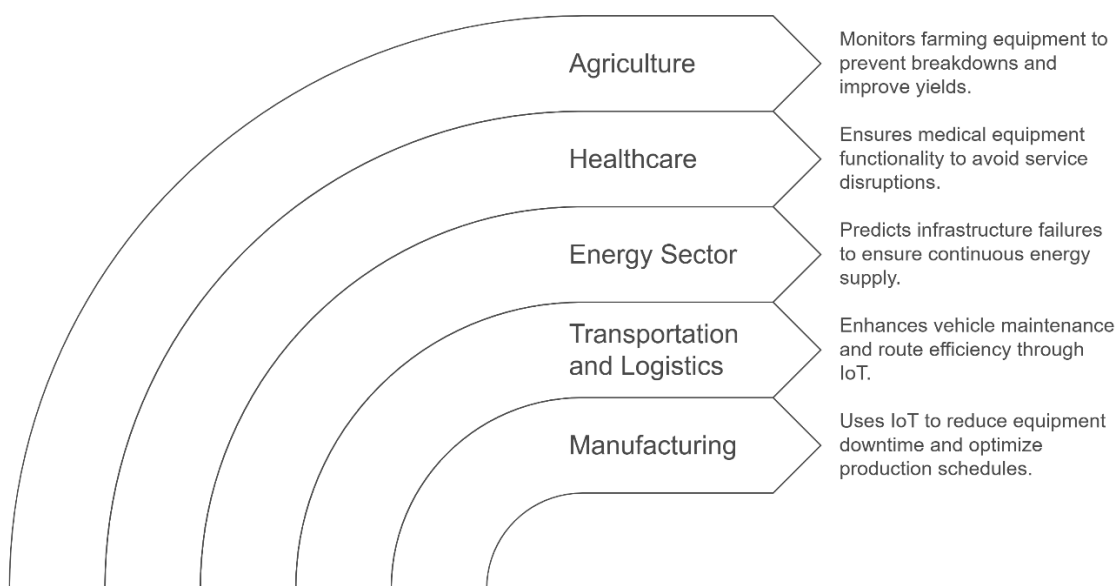 Agriculture
Monitors farming equipment to
prevent breakdowns and
improve yields.
Healthcare
Ensures medical equipment
functionality to avoid service
disruptions.
Energy Sector
Predicts infrastructure failures
to ensure continuous energy
supply.
Transportation
and Logistics
Enhances vehicle maintenance
and route efficiency through
IoT.
Manufacturing
Uses IoT to reduce equipment
downtime and optimize
production schedules.